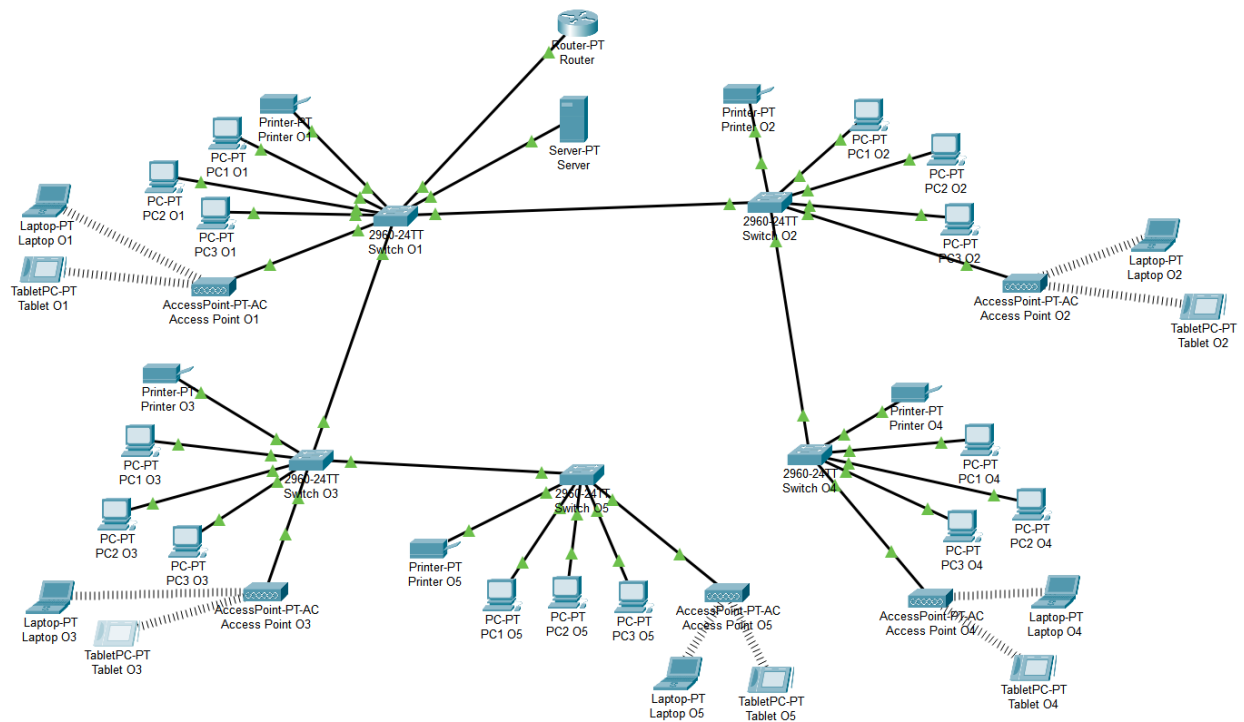 Router-PT
Router
Printer-PT
Printer O1
Server-PT
Server
PC-PT
PC1 O1
PC-PT
PC2 O1
PC-PT
PC3 O1
2960-24TT
Switch O1
Laptop-PT
Laptop O1
TabletPC-PT
Tablet O1
AccessPoint-PT-AC
Access Point O1
Printer-PT
Printer O2
PC-PT
PC1 O2
PC-PT
PC2 O2
PC-PT
PC3 O2
2960-24TT
Switch O2
Laptop-PT
Laptop O2
AccessPoint-PT-AC
Access Point O2
TabletPC-PT
Tablet O2
Printer-PT
Printer O3
PC-PT
PC1 O3
PC-PT
PC2 O3
PC-PT
PC3 O3
2960-24TT
Switch O3
Laptop-PT
Laptop O3
AccessPoint-PT-AC
Access Point O3
TabletPC-PT
Tablet O3
2960-24TT
Switch O5
Printer-PT
Printer O5
PC-PT
PC1 O5
PC-PT
PC2 O5
PC-PT
PC3 O5
AccessPoint-PT-AC
Access Point O5
Laptop-PT
Laptop O5
TabletPC-PT
Tablet O5
Printer-PT
Printer O4
2960-24TT
Switch O4
PC-PT
PC1 O4
PC-PT
PC2 O4
PC-PT
PC3 O4
AccessPoint-PT-AC
Access Point O4
Laptop-PT
Laptop O4
TabletPC-PT
Tablet O4